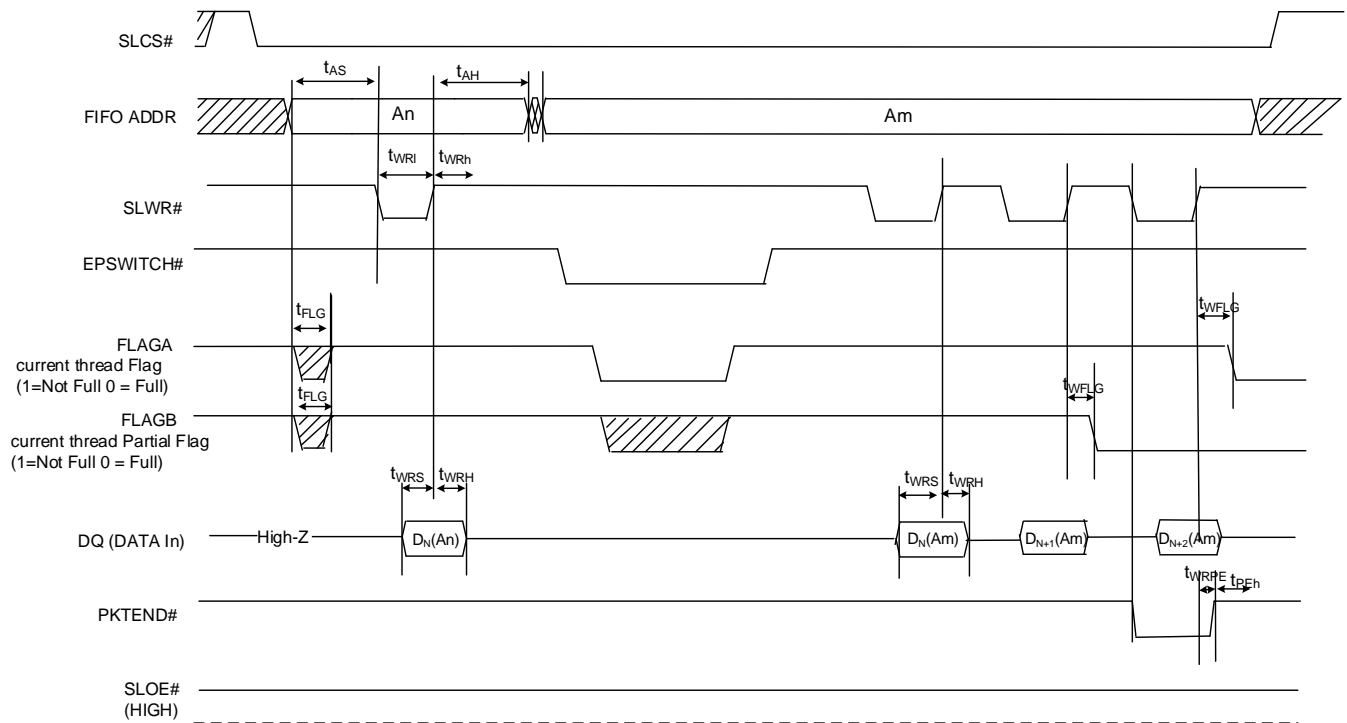 SLCS#
tAS
tAH
FIFO ADDR
An
Am
tWRl
tWRh
SLWR#
EPSWITCH#
tFLG
tWFLG
FLAGA
current thread Flag
(1=Not Full 0 = Full)
tFLG
tWFLG
FLAGB
current thread Partial Flag
(1=Not Full 0 = Full)
tWRS
tWRH
tWRS
tWRH
DQ (DATA In)
High-Z
DN(An)
DN(Am)
DN+1(Am)
DN+2(Am)
tWRPE
tPEh
PKTEND#
SLOE#
(HIGH)